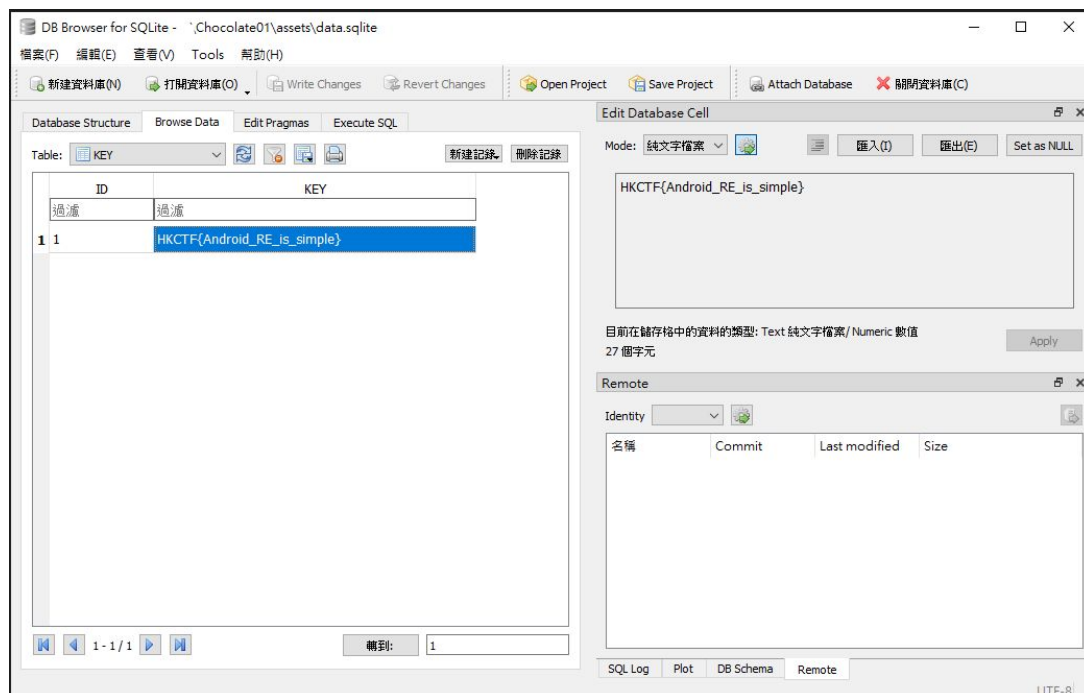 DB Browser for SQLite - `,Chocolate01\assets\data.sqlite
檔案(F) 編輯(E) 查看(V) Tools 幫助(H)
新建資料庫(N) 打開資料庫(O) Write Changes Revert Changes Open Project Save Project Attach Database 關閉資料庫(C)
Database Structure Browse Data Edit Pragmas Execute SQL
Table: KEY 新建記錄 刪除記錄
ID KEY
過濾 過濾
1 1 HKCTF{Android_RE_is_simple}
1 - 1 / 1 轉到: 1
Edit Database Cell
Mode: 純文字檔案 匯入(I) 匯出(E) Set as NULL
HKCTF{Android_RE_is_simple}
目前在儲存格中的資料的類型: Text 純文字檔案/ Numeric 數值
27 個字元
Apply
Remote
Identity
名稱 Commit Last modified Size
SQL Log Plot DB Schema Remote
UTF-8